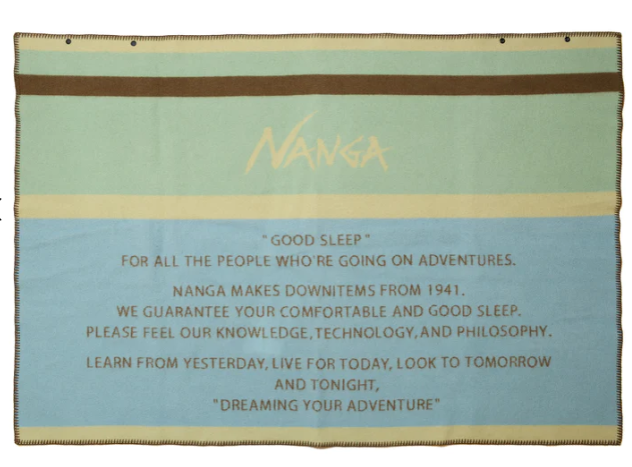 NANGA
"GOOD SLEEP"
FOR ALL THE PEOPLE WHO'RE GOING ON ADVENTURES.
NANGA MAKES DOWNITEMS FROM 1941.
WE GUARANTEE YOUR COMFORTABLE AND GOOD SLEEP.
PLEASE FEEL OUR KNOWLEDGE, TECHNOLOGY, AND PHILOSOPHY.
LEARN FROM YESTERDAY, LIVE FOR TODAY, LOOK TO TOMORROW
AND TONIGHT,
"DREAMING YOUR ADVENTURE"